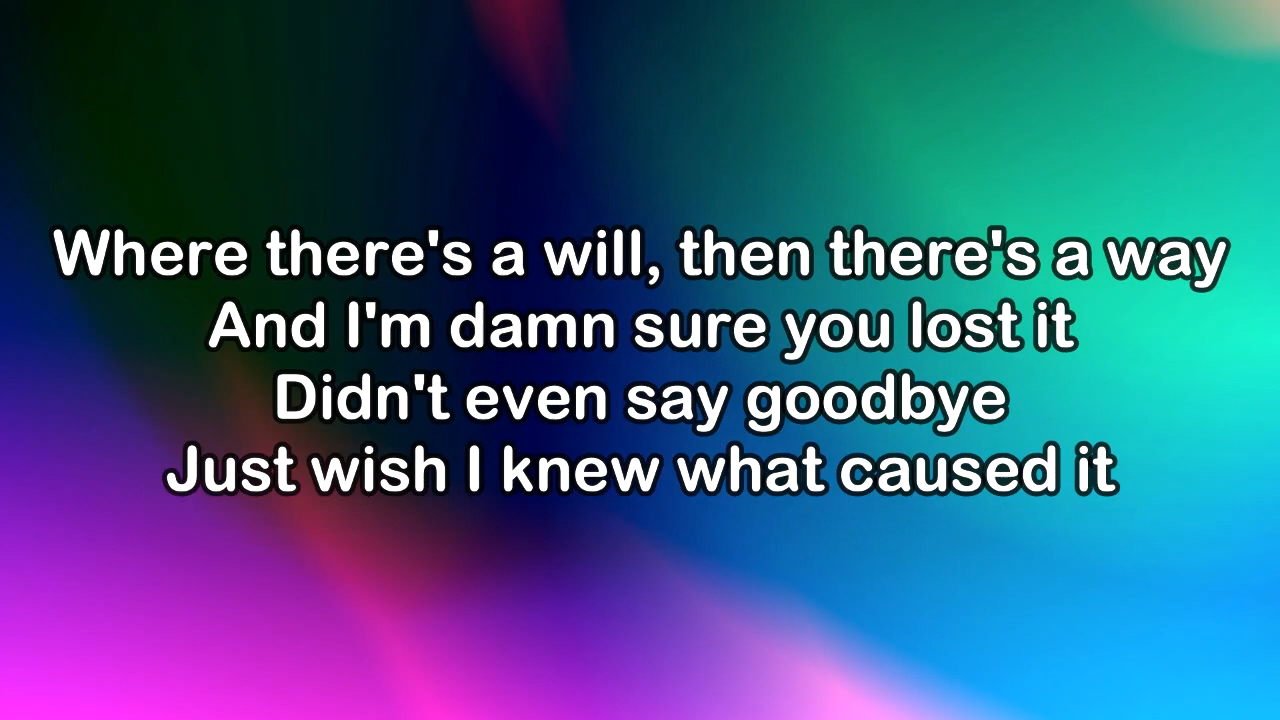 Where there's a will, then there's a way
And I'm damn sure you lost it
Didn't even say goodbye
Just wish I knew what caused it